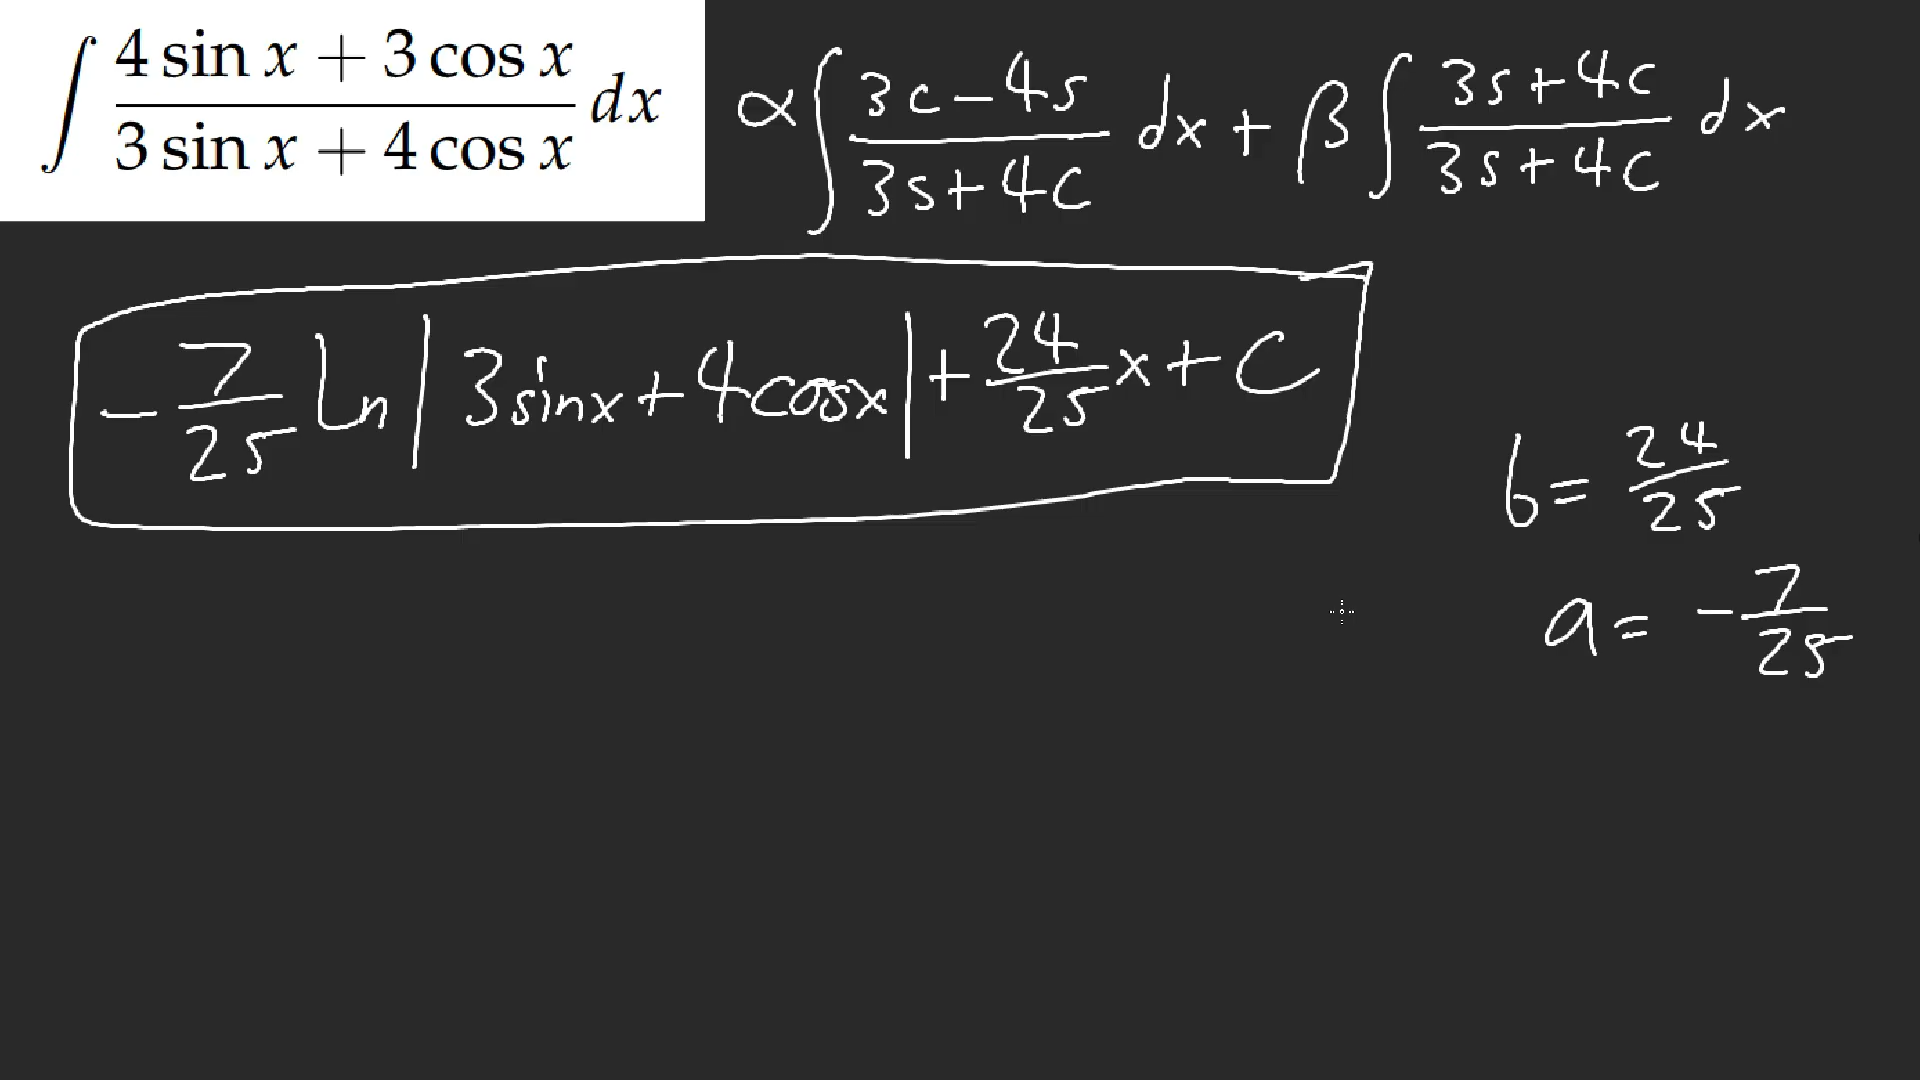 ∫ (4 sin x + 3 cos x)/(3 sin x + 4 cos x) dx
α∫ (3c - 4s)/(3s + 4c) dx + β∫ (3s + 4c)/(3s + 4c) dx
- 7/25 ln | 3sinx + 4cosx | + 24/25 x + C
b = 24/25
a = - 7/25